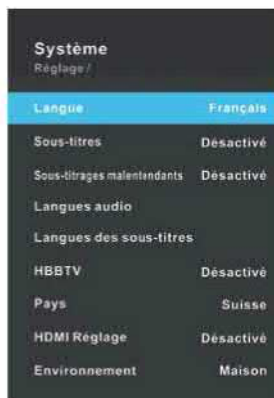 Système
Réglage /
Langue Français
Sous-titres Désactivé
Sous-titrages malentendants Désactivé
Langues audio
Langues des sous-titres
HBBTV Désactivé
Pays Suisse
HDMI Réglage Désactivé
Environnement Maison